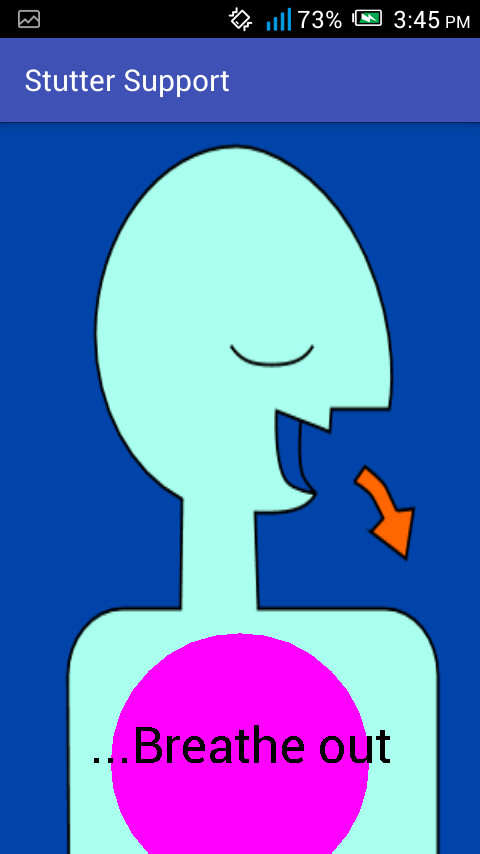 73% 3:45 PM
Stutter Support
...Breathe out